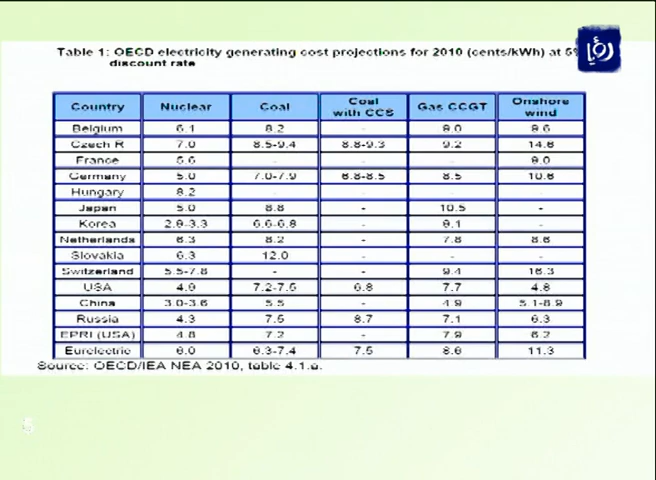 Table 1: OECD electricity generating cost projections for 2010 (cents/kWh) at 5%
discount rate
رؤيا
Country Nuclear Coal Coal with CCS Gas CCGT Onshore wind
Belgium 6.1 8.2 - 9.0 9.6
Czech R 7.0 8.5-9.4 8.8-9.3 9.2 14.6
France 5.6 - - - 9.0
Germany 5.0 7.0-7.9 6.8-8.5 8.5 10.6
Hungary 8.2 - - - -
Japan 5.0 8.8 - 10.5 -
Korea 2.9-3.3 6.6-6.8 - 9.1 -
Netherlands 6.3 8.2 - 7.8 8.6
Slovakia 6.3 12.0 - - -
Switzerland 5.5-7.8 - - 9.4 16.3
USA 4.9 7.2-7.5 6.8 7.7 4.8
China 3.0-3.6 5.5 - 4.9 5.1-8.9
Russia 4.3 7.5 8.7 7.1 6.3
EPRI (USA) 4.8 7.2 - 7.9 6.2
Eurelectric 6.0 6.3-7.4 7.5 8.6 11.3
Source: OECD/IEA NEA 2010, table 4.1.a.